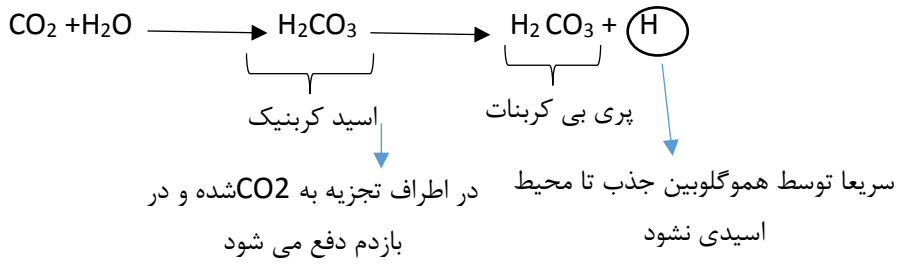 CO2 +H2O → H2CO3 → H2 CO3 + H
اسید کربنیک
پری بی کربنات
در اطراف تجزیه به CO2شده و در
بازدم دفع می شود
سریعا توسط هموگلوبین جذب تا محیط
اسیدی نشود